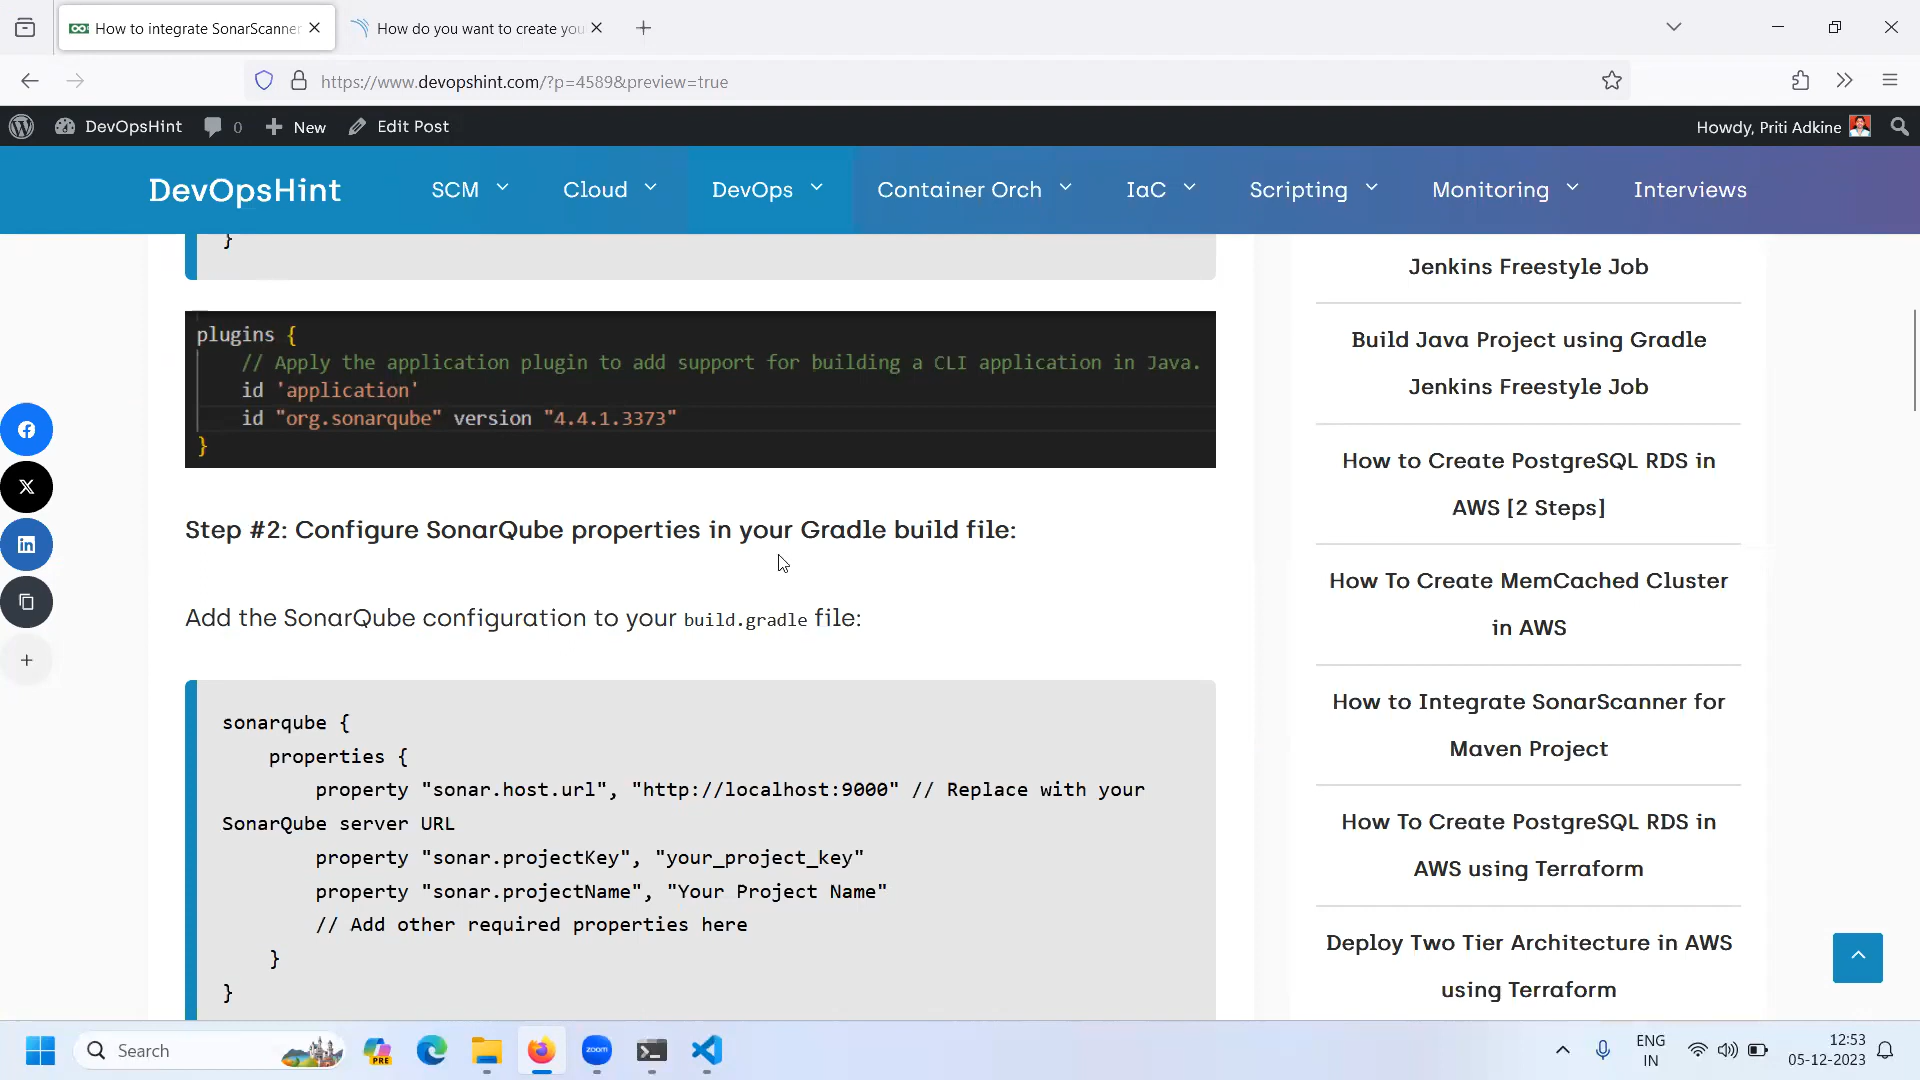 How to integrate SonarScanner
How do you want to create you
https://www.devopshint.com/?p=4589&preview=true
DevOpsHint
0
New
Edit Post
Howdy, Priti Adkine
DevOpsHint
SCM
Cloud
DevOps
Container Orch
IaC
Scripting
Monitoring
Interviews
}
plugins {
// Apply the application plugin to add support for building a CLI application in Java.
id 'application'
id "org.sonarqube" version "4.4.1.3373"
}
Step #2: Configure SonarQube properties in your Gradle build file:
Add the SonarQube configuration to your build.gradle file:
sonarqube {
properties {
property "sonar.host.url", "http://localhost:9000" // Replace with your
SonarQube server URL
property "sonar.projectKey", "your_project_key"
property "sonar.projectName", "Your Project Name"
// Add other required properties here
}
}
Jenkins Freestyle Job
Build Java Project using Gradle
Jenkins Freestyle Job
How to Create PostgreSQL RDS in
AWS [2 Steps]
How To Create MemCached Cluster
in AWS
How to Integrate SonarScanner for
Maven Project
How To Create PostgreSQL RDS in
AWS using Terraform
Deploy Two Tier Architecture in AWS
using Terraform
Search
PRE
zoom
ENG
IN
12:53
05-12-2023